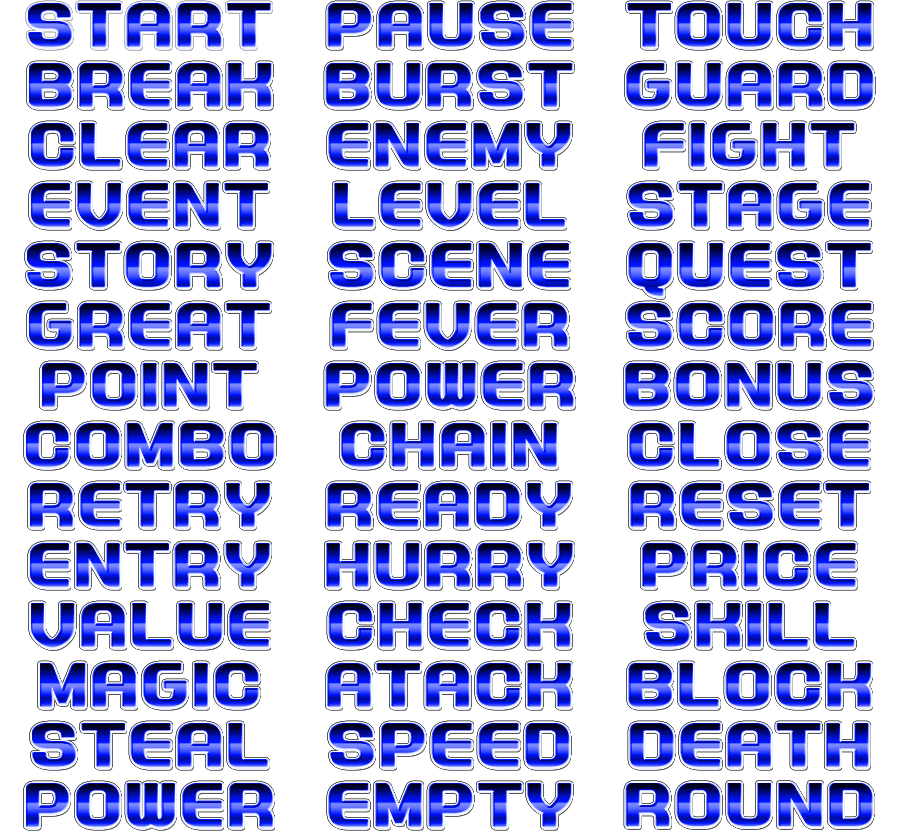 START PAUSE TOUCH
BREAK BURST GUARD
CLEAR ENEMY FIGHT
EVENT LEVEL STAGE
STORY SCENE QUEST
GREAT FEVER SCORE
POINT POWER BONUS
COMBO CHAIN CLOSE
RETRY READY RESET
ENTRY HURRY PRICE
VALUE CHECK SKILL
MAGIC ATACK BLOCK
STEAL SPEED DEATH
POWER EMPTY ROUND